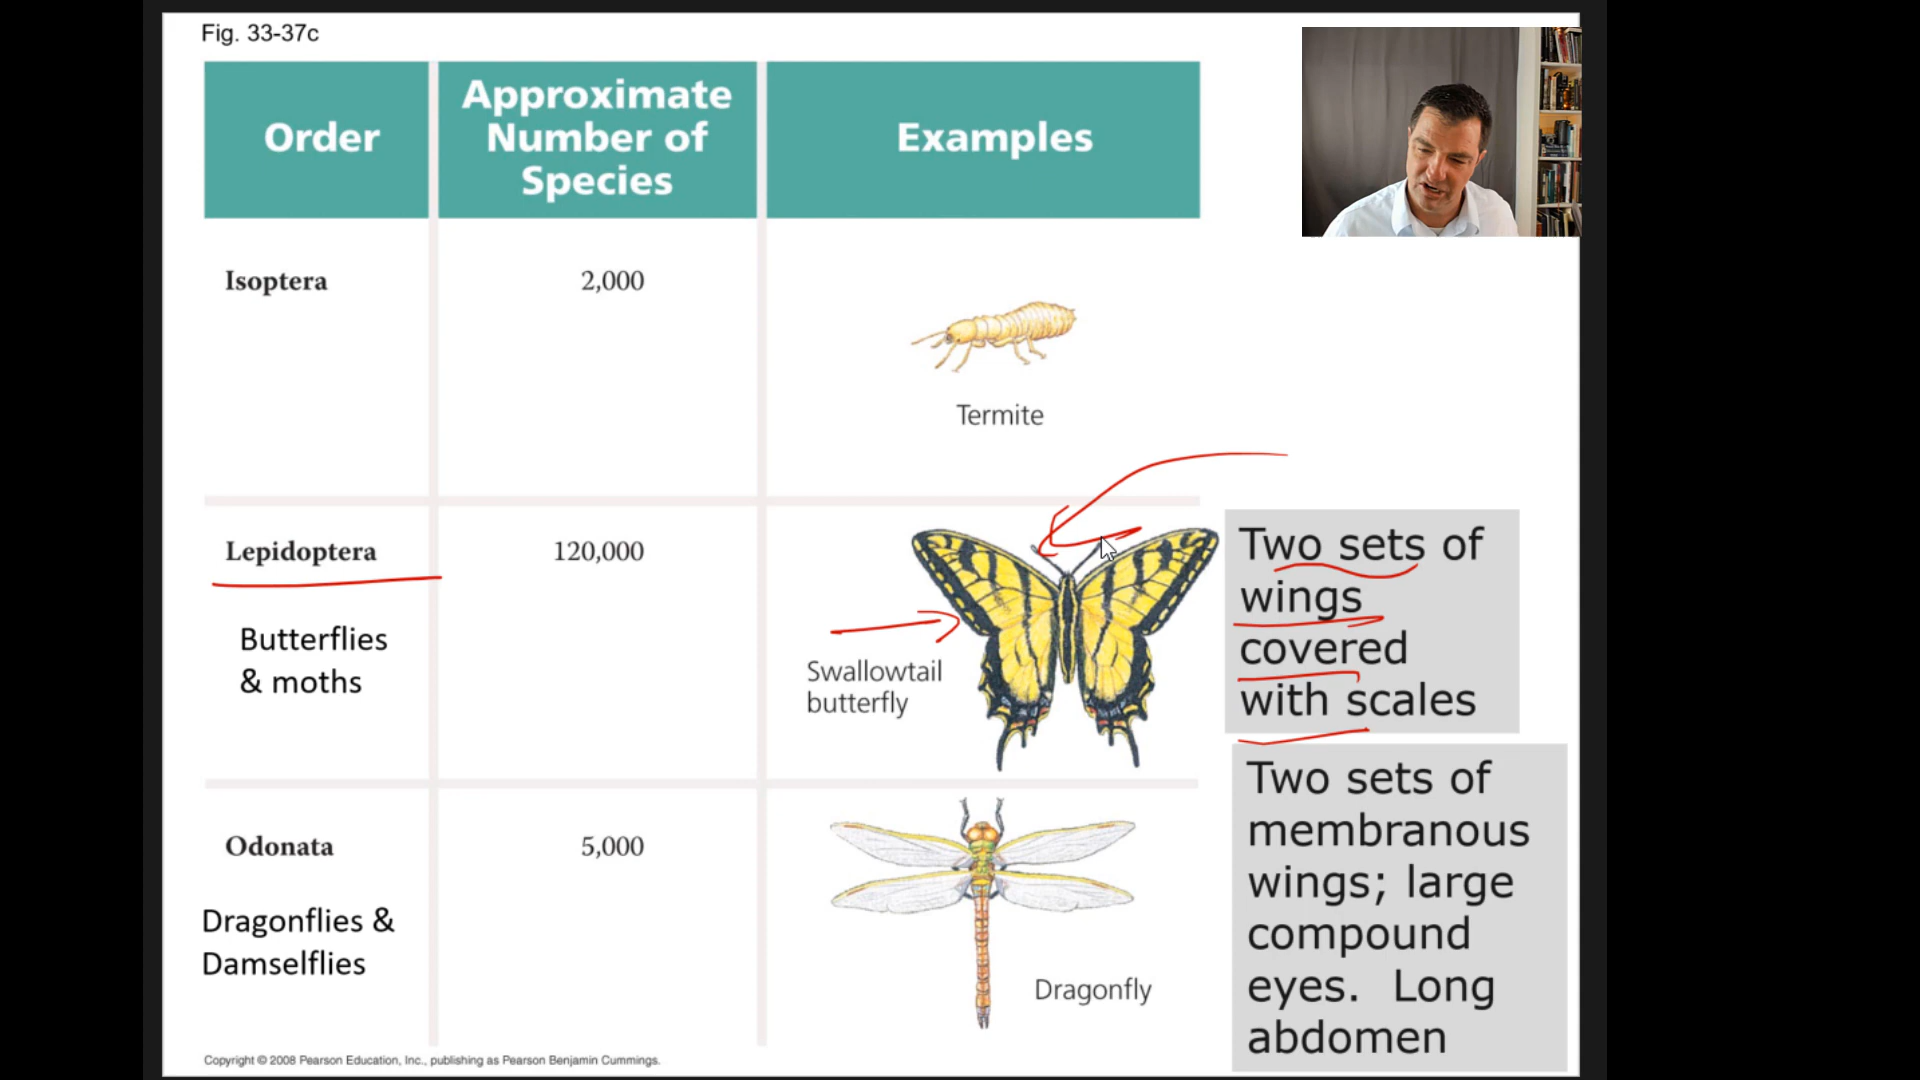 Fig. 33-37c
Order
Approximate
Number of
Species
Examples
Isoptera
2,000
Termite
Lepidoptera
120,000
Butterflies
& moths
Swallowtail
butterfly
Two sets of
wings
covered
with scales
Odonata
5,000
Dragonflies &
Damselflies
Dragonfly
Two sets of
membranous
wings; large
compound
eyes.  Long
abdomen
Copyright © 2008 Pearson Education, Inc., publishing as Pearson Benjamin Cummings.